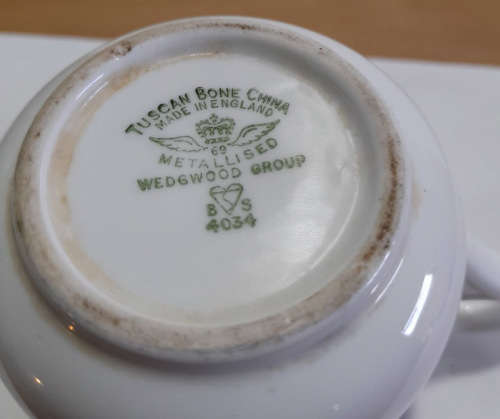 TUSCAN BONE CHINA
MADE IN ENGLAND
69
METALLISED
WEDGWOOD GROUP
B S
4034